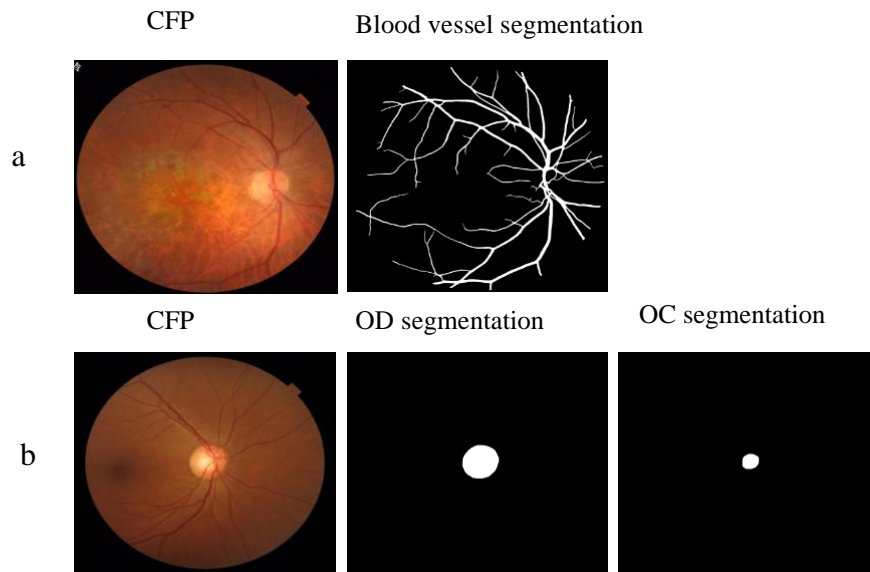 CFP
Blood vessel segmentation
a
CFP
OD segmentation
OC segmentation
b